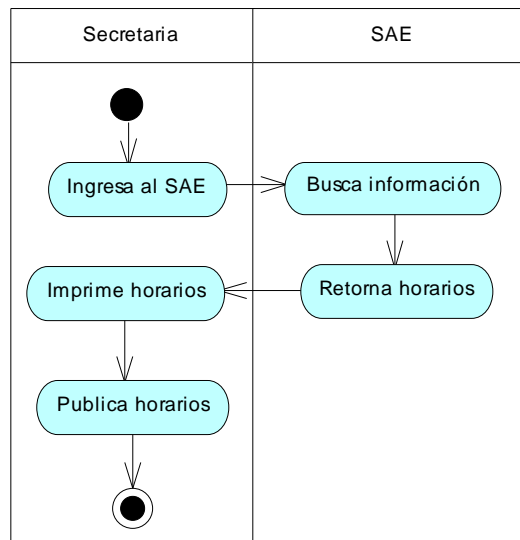 Secretaria
SAE
Ingresa al SAE
Busca información
Imprime horarios
Retorna horarios
Publica horarios